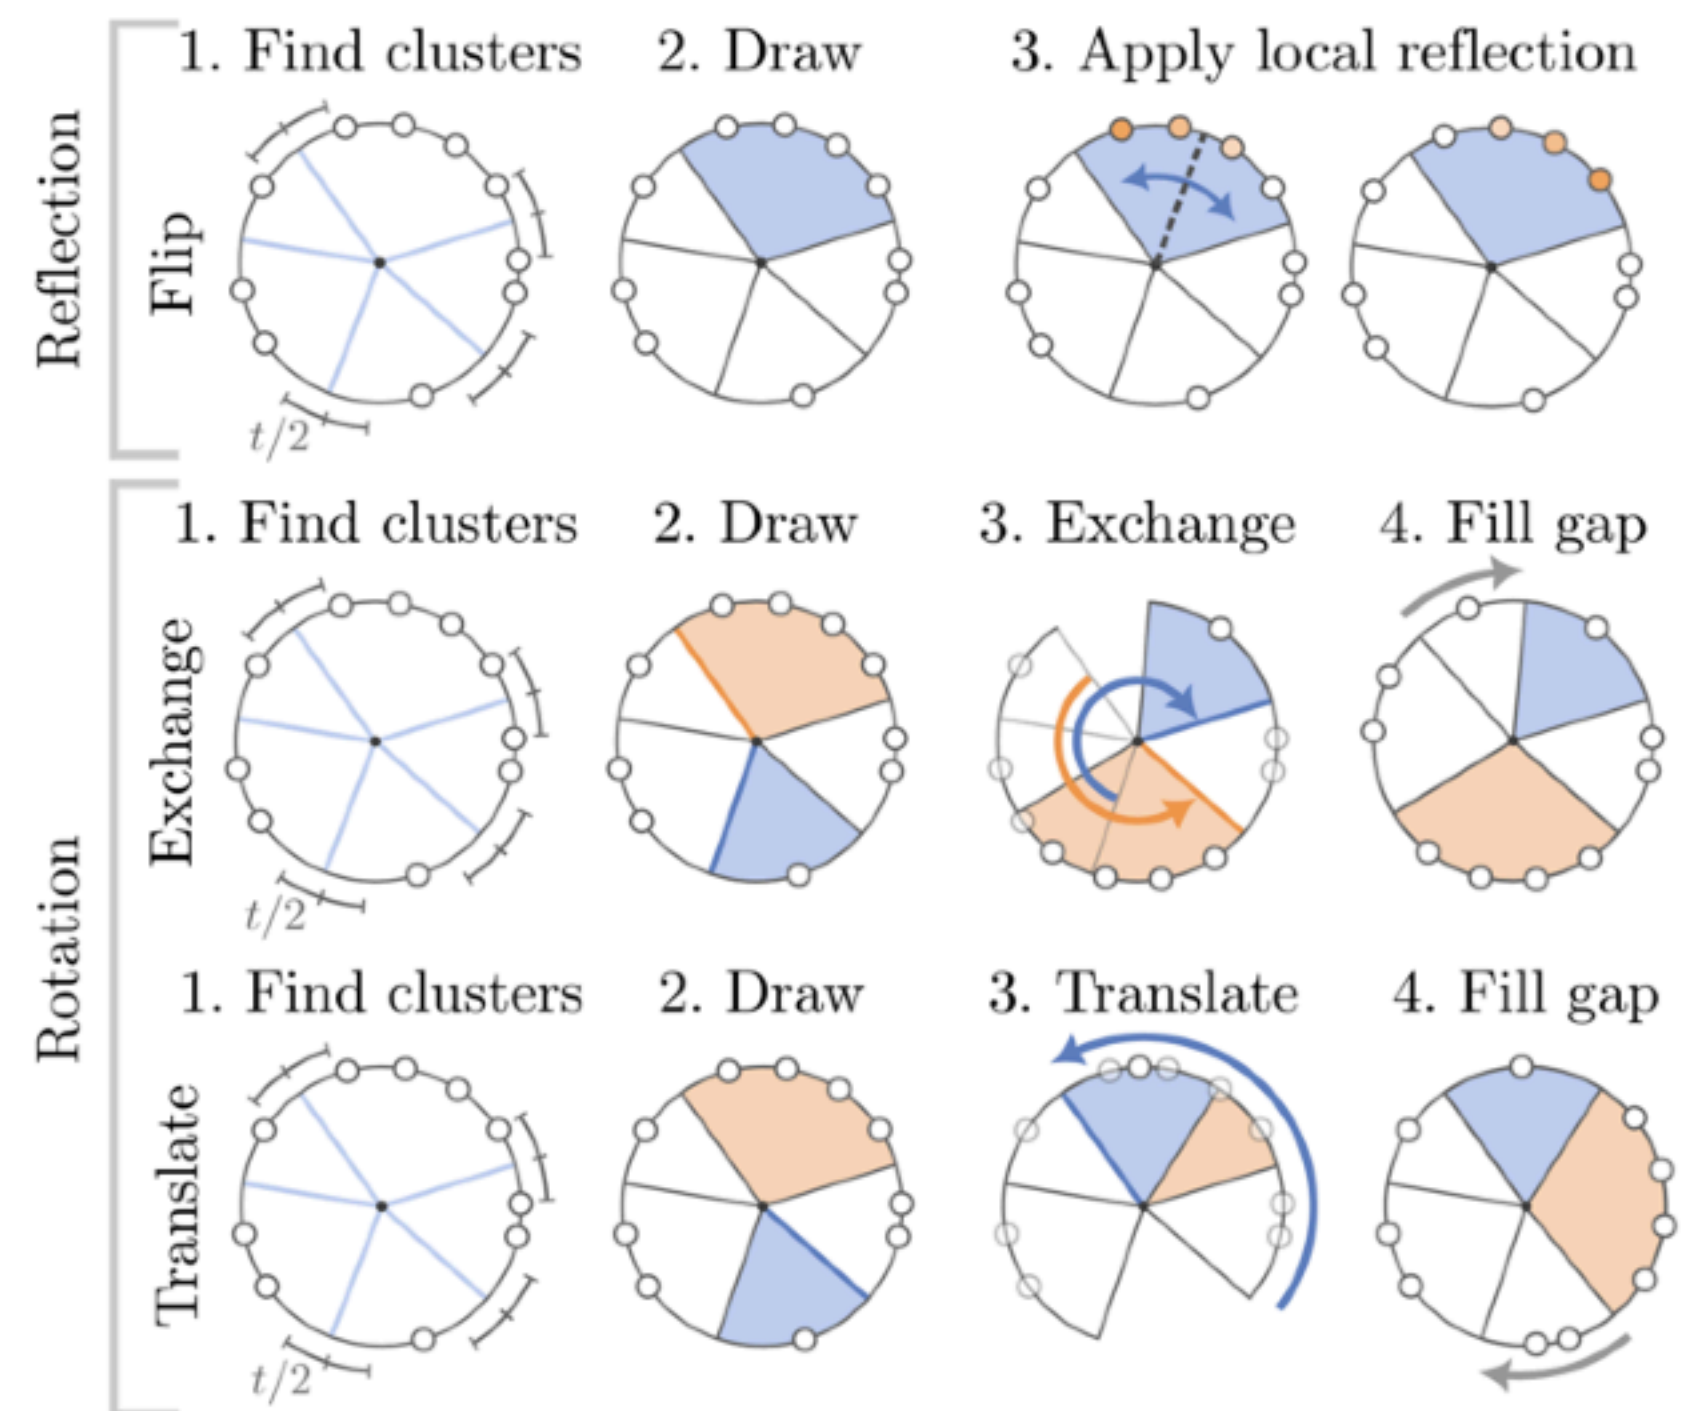 Reflection
Flip
1. Find clusters
2. Draw
3. Apply local reflection
t/2
Rotation
Exchange
1. Find clusters
2. Draw
3. Exchange
4. Fill gap
t/2
Translate
1. Find clusters
2. Draw
3. Translate
4. Fill gap
t/2